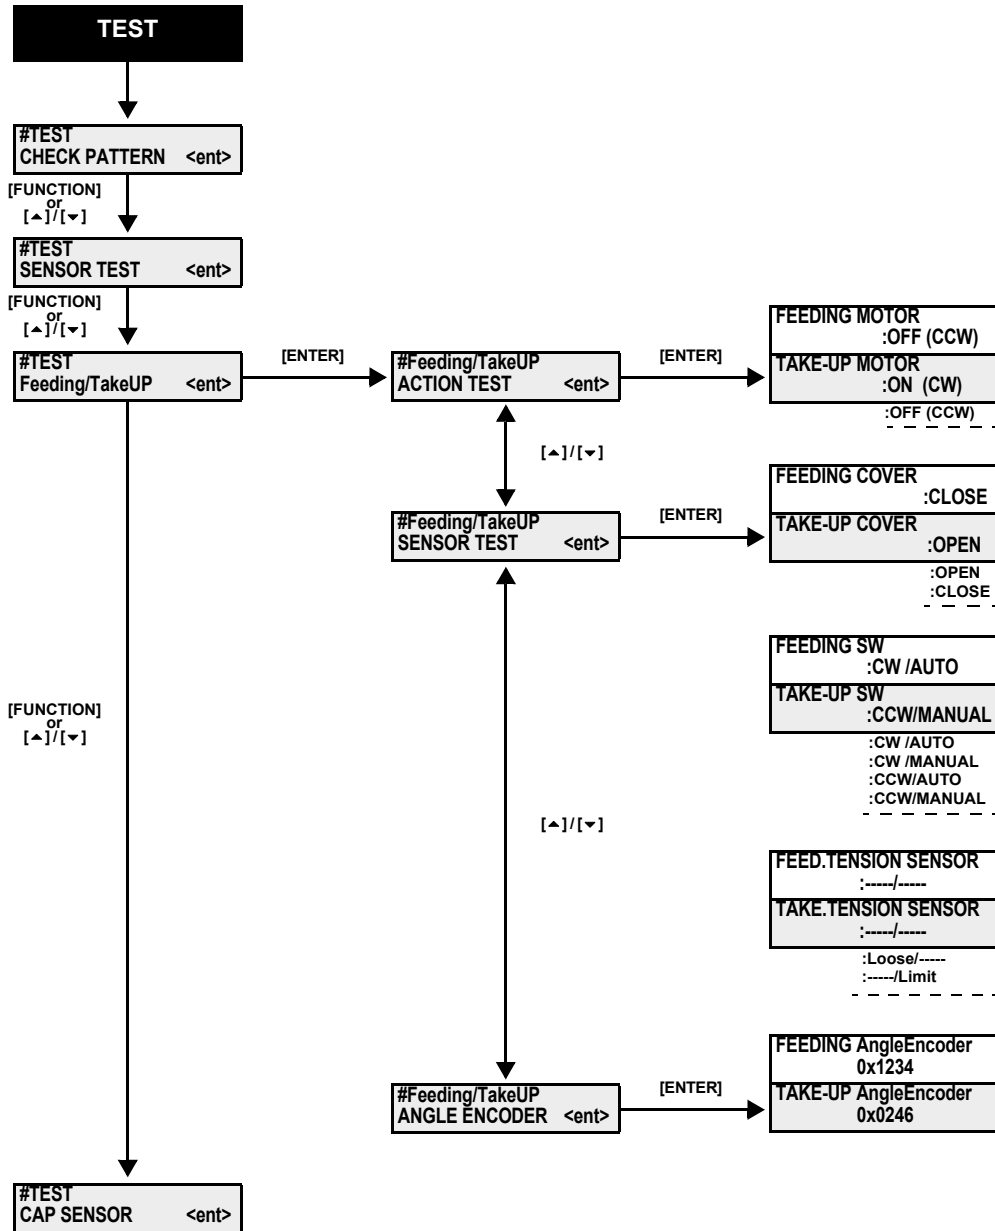 TEST
#TEST
CHECK PATTERN <ent>
[FUNCTION]
or
[▲]/[▼]
#TEST
SENSOR TEST <ent>
[FUNCTION]
or
[▲]/[▼]
#TEST
Feeding/TakeUP <ent>
[ENTER]
#Feeding/TakeUP
ACTION TEST <ent>
[ENTER]
FEEDING MOTOR
:OFF (CCW)
TAKE-UP MOTOR
:ON (CW)
:OFF (CCW)
[▲]/[▼]
#Feeding/TakeUP
SENSOR TEST <ent>
[ENTER]
FEEDING COVER
:CLOSE
TAKE-UP COVER
:OPEN
:OPEN
:CLOSE
FEEDING SW
:CW /AUTO
TAKE-UP SW
:CCW/MANUAL
:CW /AUTO
:CW /MANUAL
:CCW/AUTO
:CCW/MANUAL
[FUNCTION]
or
[▲]/[▼]
[▲]/[▼]
FEED.TENSION SENSOR
:-----/-----
TAKE.TENSION SENSOR
:-----/-----
:Loose/-----
:-----/Limit
#Feeding/TakeUP
ANGLE ENCODER <ent>
[ENTER]
FEEDING AngleEncoder
0x1234
TAKE-UP AngleEncoder
0x0246
#TEST
CAP SENSOR <ent>